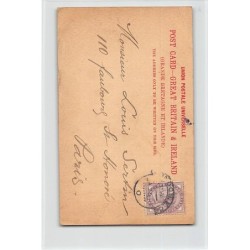 UNION POSTALE UNIVERSELLE
POST CARD—GREAT BRITAIN & IRELAND
(GRANDE BRETAGNE ET IRLANDE)
THE ADDRESS ONLY TO BE WRITTEN ON THIS SIDE
Monsieur Louis Sertin
110 faubourg St Honoré
Paris